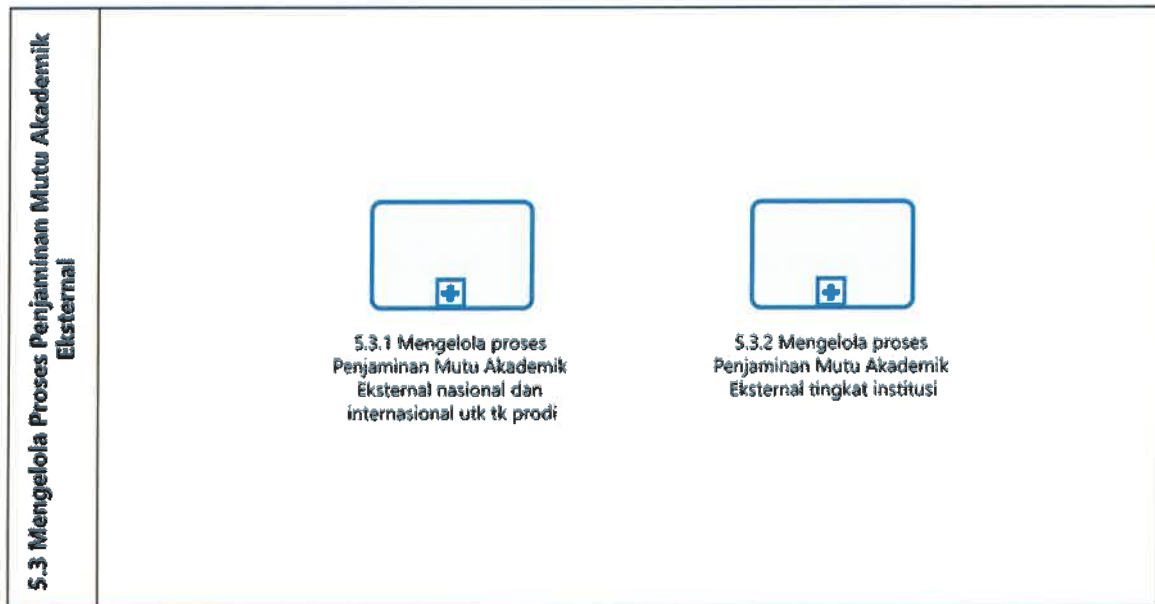 5.3 Mengelola Proses Penjaminan Mutu Akademik
Eksternal
5.3.1 Mengelola proses
Penjaminan Mutu Akademik
Eksternal nasional dan
internasional utk tk prodi
5.3.2 Mengelola proses
Penjaminan Mutu Akademik
Eksternal tingkat institusi